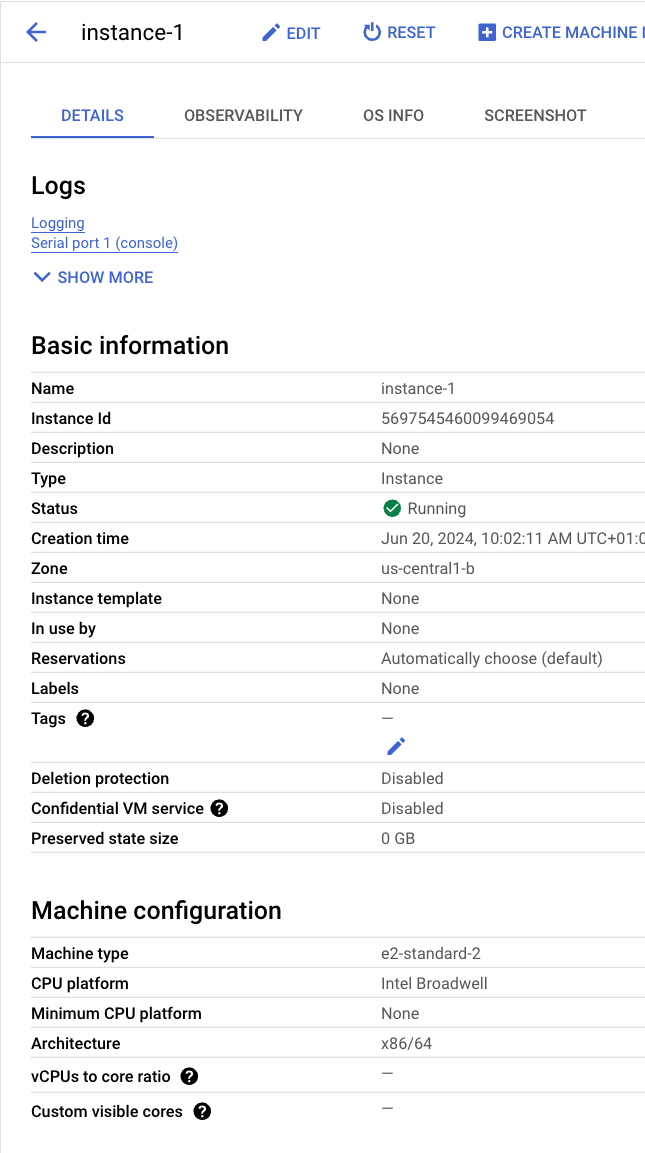 instance-1 EDIT RESET CREATE MACHINE I
DETAILS OBSERVABILITY OS INFO SCREENSHOT
Logs
Logging
Serial port 1 (console)
SHOW MORE
Basic information
Name instance-1
Instance Id 5697545460099469054
Description None
Type Instance
Status Running
Creation time Jun 20, 2024, 10:02:11 AM UTC+01:0
Zone us-central1-b
Instance template None
In use by None
Reservations Automatically choose (default)
Labels None
Tags ? —
Deletion protection Disabled
Confidential VM service ? Disabled
Preserved state size 0 GB
Machine configuration
Machine type e2-standard-2
CPU platform Intel Broadwell
Minimum CPU platform None
Architecture x86/64
vCPUs to core ratio ? —
Custom visible cores ? —